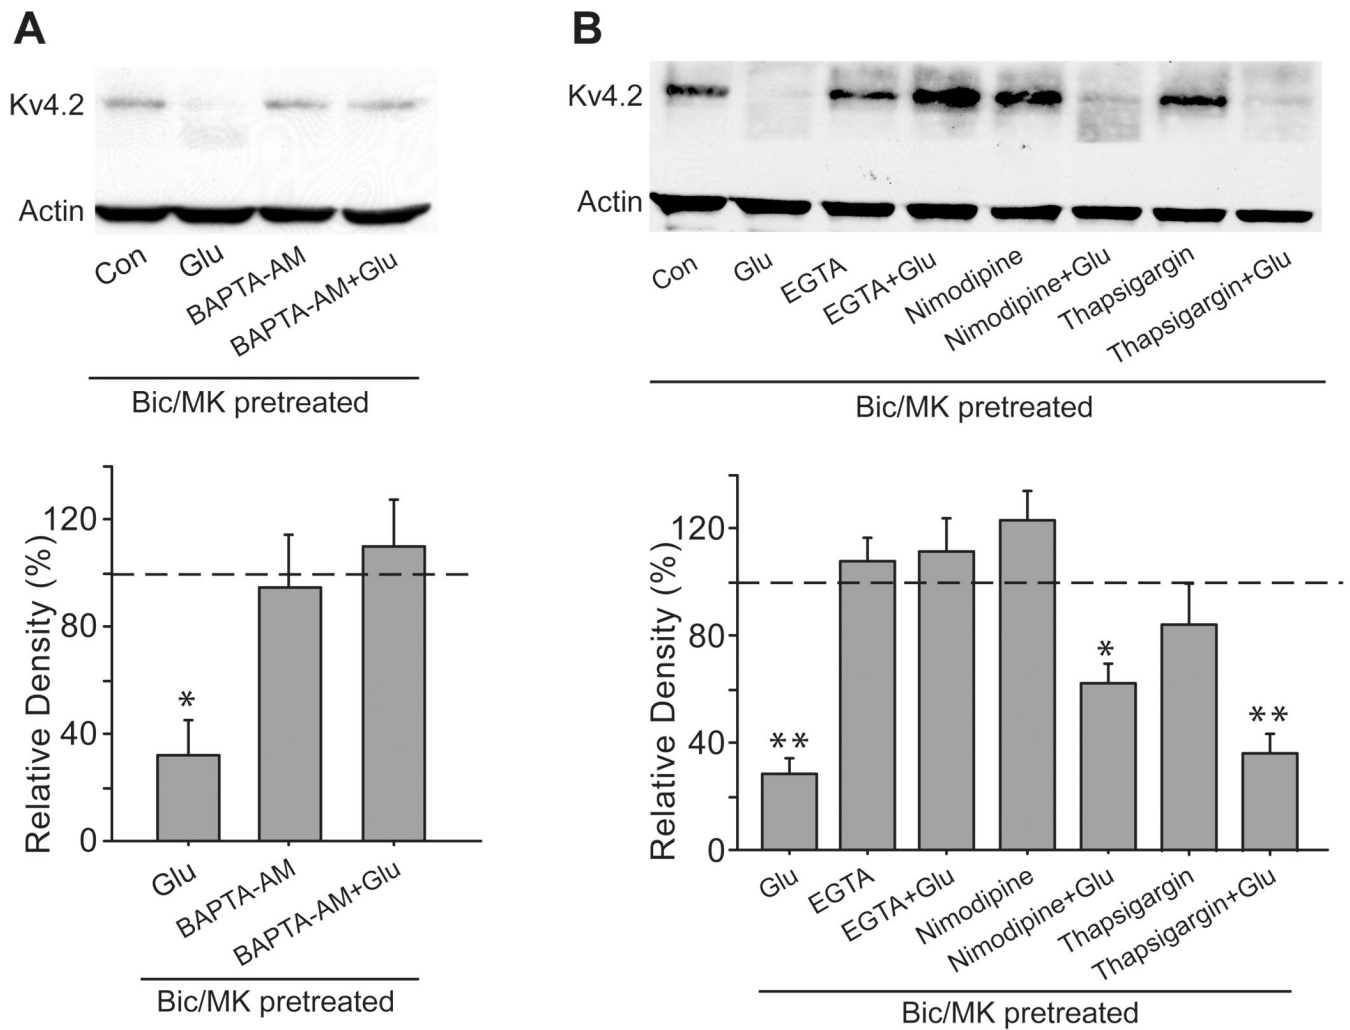 A
B
Kv4.2
Actin
Con
Glu
BAPTA-AM
BAPTA-AM+Glu
Bic/MK pretreated
Kv4.2
Actin
Con
Glu
EGTA
EGTA+Glu
Nimodipine
Nimodipine+Glu
Thapsigargin
Thapsigargin+Glu
Bic/MK pretreated
Relative Density (%)
120
80
40
0
*
Glu
BAPTA-AM
BAPTA-AM+Glu
Bic/MK pretreated
Relative Density (%)
120
80
40
0
**
*
**
Glu
EGTA
EGTA+Glu
Nimodipine
Nimodipine+Glu
Thapsigargin
Thapsigargin+Glu
Bic/MK pretreated